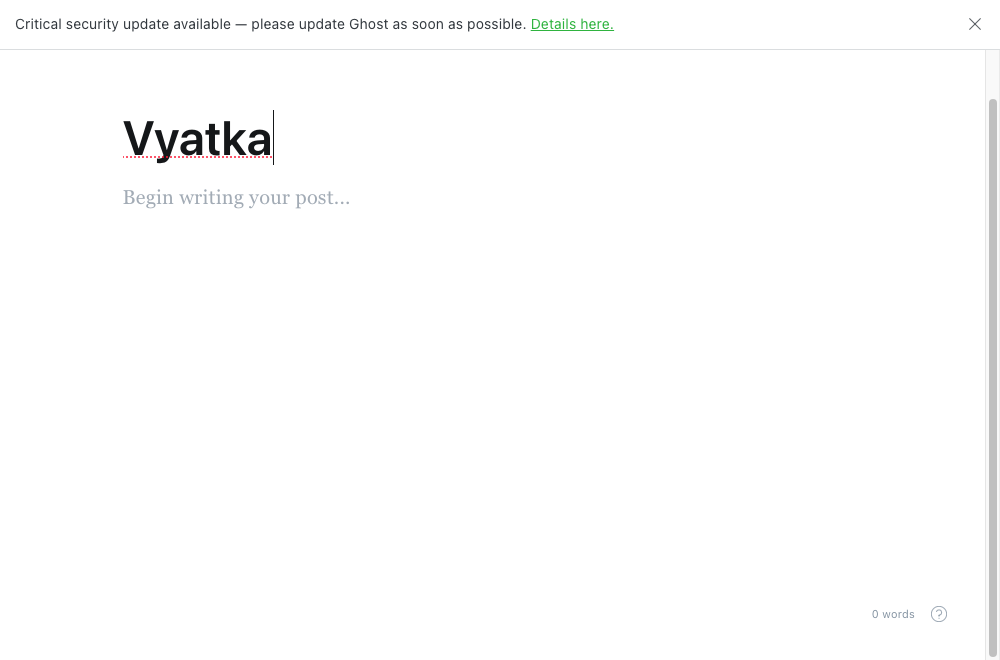 Critical security update available — please update Ghost as soon as possible. Details here.
Vyatka
Begin writing your post...
0 words
?